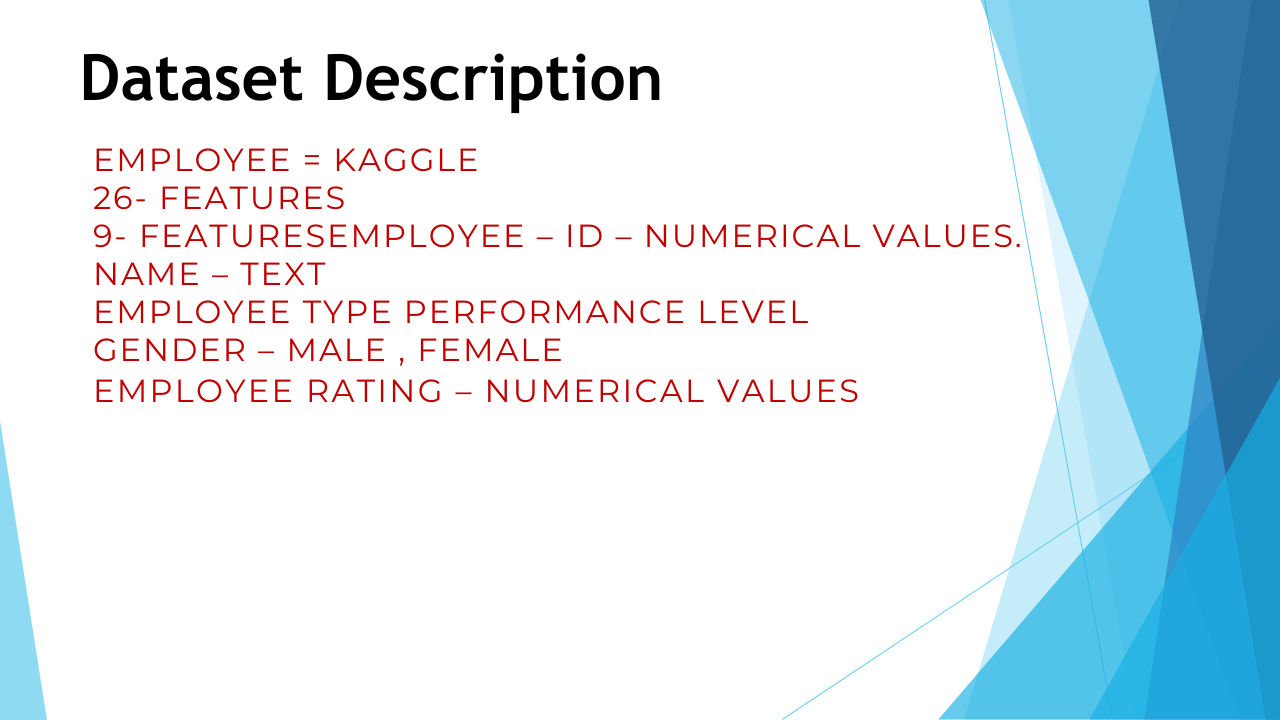 Dataset Description
EMPLOYEE = KAGGLE
26- FEATURES
9- FEATURESEMPLOYEE – ID – NUMERICAL VALUES.
NAME – TEXT
EMPLOYEE TYPE PERFORMANCE LEVEL
GENDER – MALE , FEMALE
EMPLOYEE RATING – NUMERICAL VALUES